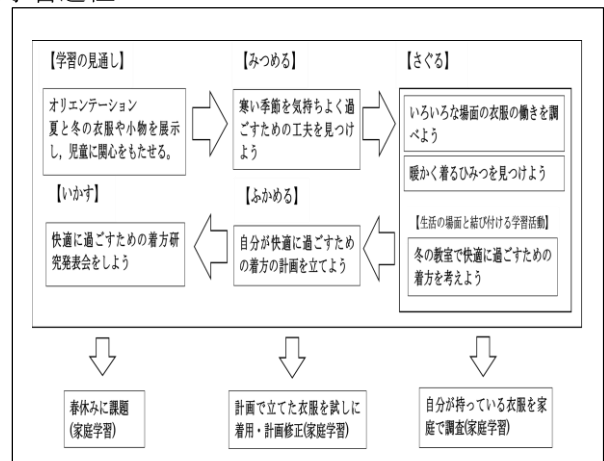 【学習の見通し】
オリエンテーション
夏と冬の衣服や小物を展示
し，児童に関心をもたせる。
【みつめる】
寒い季節を気持ちよく過
ごすための工夫を見つけ
よう
【さぐる】
いろいろな場面の衣服の働きを調
べよう
暖かく着るひみつを見つけよう
【生活の場面と結び付ける学習活動】
冬の教室で快適に過ごすための
着方を考えよう
【ふかめる】
自分が快適に過ごすため
の着方の計画を立てよう
【いかす】
快適に過ごすための着方研
究発表会をしよう
春休みに課題
(家庭学習)
計画で立てた衣服を試しに
着用・計画修正(家庭学習)
自分が持っている衣服を家
庭で調査(家庭学習)